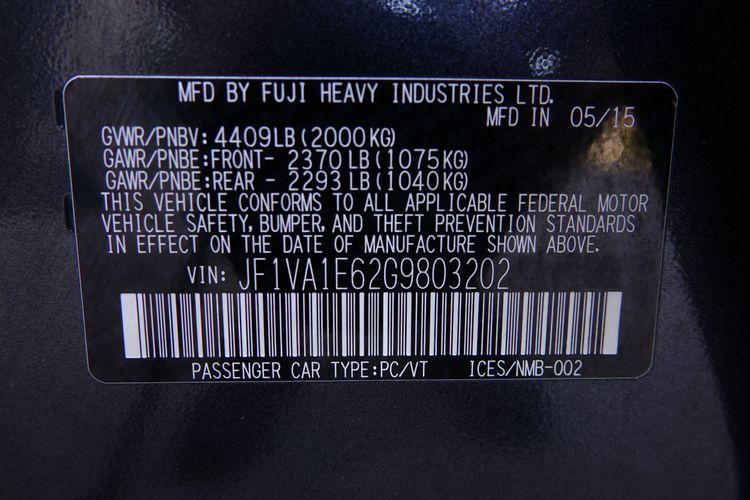 MFD BY FUJI HEAVY INDUSTRIES LTD.
MFD IN 05/15
GVWR/PNBV: 4409LB(2000KG)
GAWR/PNBE:FRONT- 2370LB(1075KG)
GAWR/PNBE:REAR - 2293LB(1040KG)
THIS VEHICLE CONFORMS TO ALL APPLICABLE FEDERAL MOTOR
VEHICLE SAFETY, BUMPER, AND THEFT PREVENTION STANDARDS
IN EFFECT ON THE DATE OF MANUFACTURE SHOWN ABOVE.
VIN: JF1VA1E62G9803202
PASSENGER CAR TYPE:PC/VT ICES/NMB-002